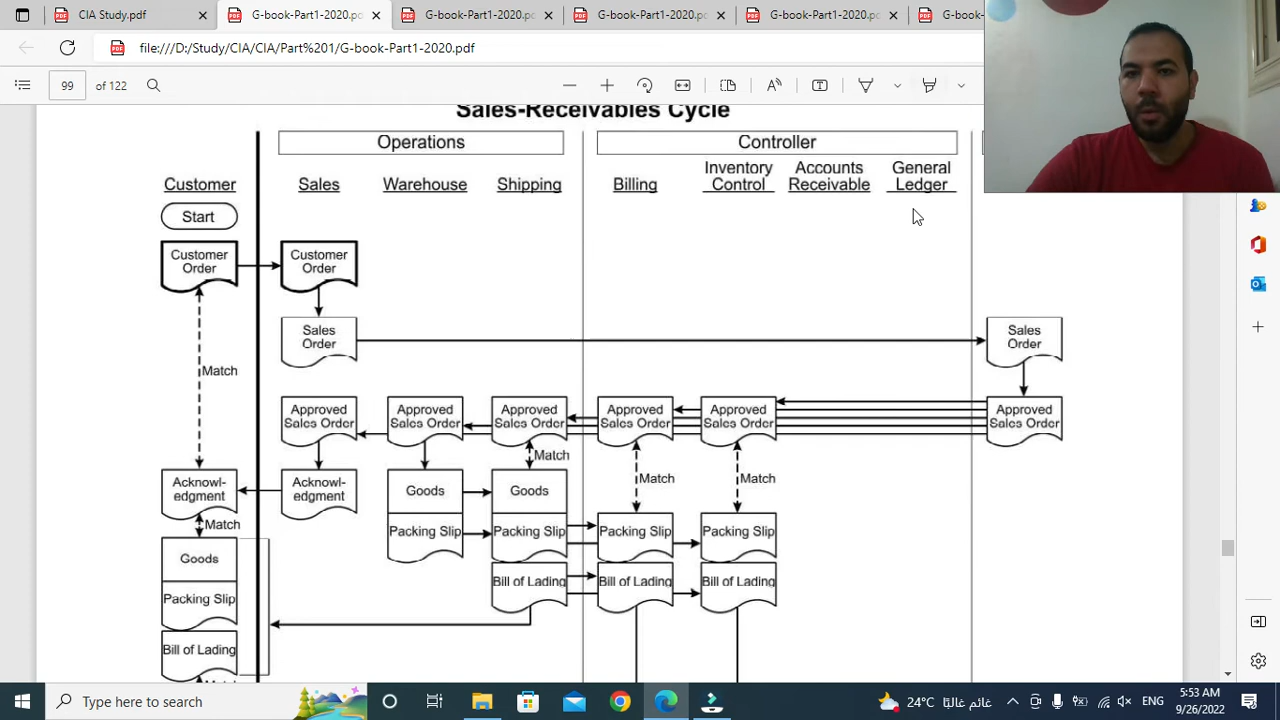 CIA Study.pdf
G-book-Part1-2020.pdf
G-book-Part1-2020.pdf
G-book-Part1-2020.pdf
G-book-Part1-2020.pdf
G-book
file:///D:/Study/CIA/CIA/Part%201/G-book-Part1-2020.pdf
99 of 122
Sales-Receivables Cycle
Operations
Controller
Customer
Sales
Warehouse
Shipping
Billing
Inventory
Control
Accounts
Receivable
General
Ledger
Start
Customer
Order
Customer
Order
Sales
Order
Sales
Order
Match
Approved
Sales Order
Approved
Sales Order
Approved
Sales Order
Approved
Sales Order
Approved
Sales Order
Approved
Sales Order
Match
Match
Match
Acknowl-
edgment
Acknowl-
edgment
Goods
Goods
Match
Packing Slip
Packing Slip
Packing Slip
Packing Slip
Goods
Bill of Lading
Bill of Lading
Bill of Lading
Packing Slip
Bill of Lading
Type here to search
24°C
غائم غالبًا
ENG
5:53 AM
9/26/2022